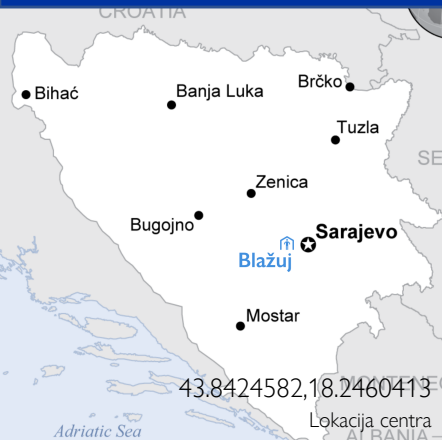 CROATIA
Bihać
Banja Luka
Brčko
Tuzla
SE
Zenica
Bugojno
Sarajevo
Blažuj
Mostar
43.8424582,18.2460413
MONTENE
Lokacija centra
ALBANIA
Adriatic Sea